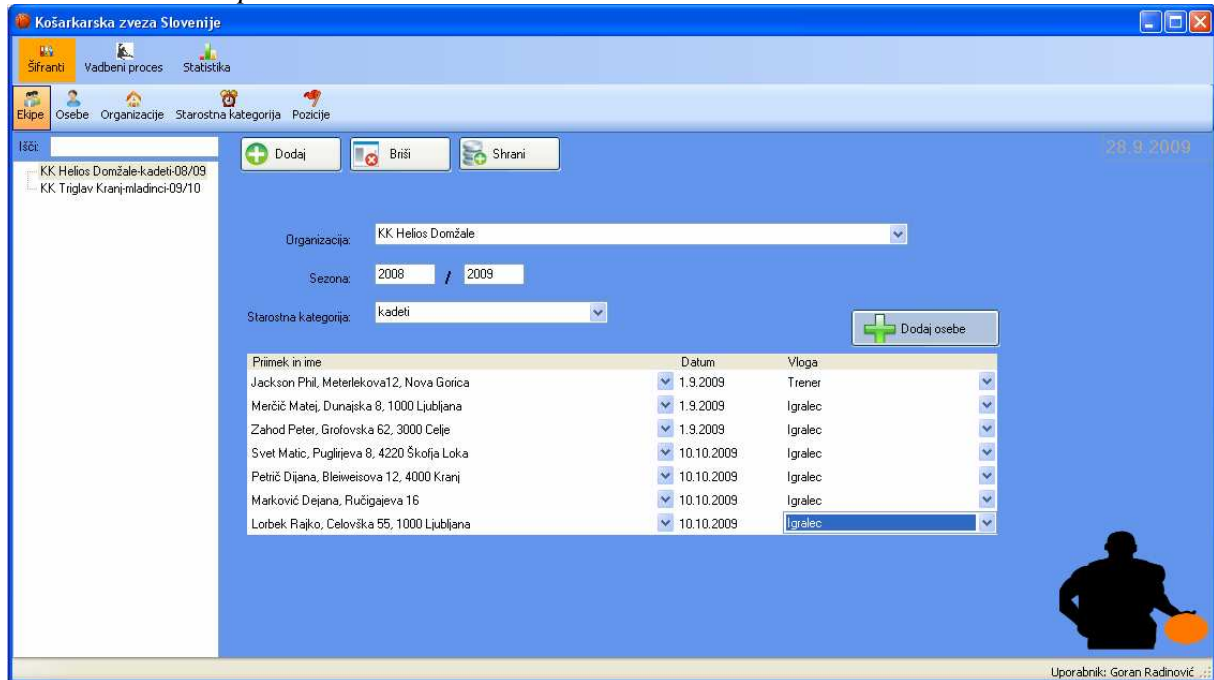 Košarkarska zveza Slovenije
Šifranti Vadbeni proces Statistika
Ekipe Osebe Organizacije Starostna kategorija Pozicije
Išči:
Dodaj Briši Shrani
28.9.2009
KK Helios Domžale-kadeti-08/09
KK Triglav Kranj-mladinci-09/10
Organizacija: KK Helios Domžale
Sezona: 2008 / 2009
Starostna kategorija: kadeti
Dodaj osebe
Priimek in ime Datum Vloga
Jackson Phil, Meterlekova12, Nova Gorica 1.9.2009 Trener
Merčič Matej, Dunajska 8, 1000 Ljubljana 1.9.2009 Igralec
Zahod Peter, Grofovska 62, 3000 Celje 1.9.2009 Igralec
Svet Matic, Puglirjeva 8, 4220 Škofja Loka 10.10.2009 Igralec
Petrič Dijana, Bleiweisova 12, 4000 Kranj 10.10.2009 Igralec
Marković Dejana, Ručigajeva 16 10.10.2009 Igralec
Lorbek Rajko, Celovška 55, 1000 Ljubljana 10.10.2009 Igralec
Uporabnik: Goran Radinović